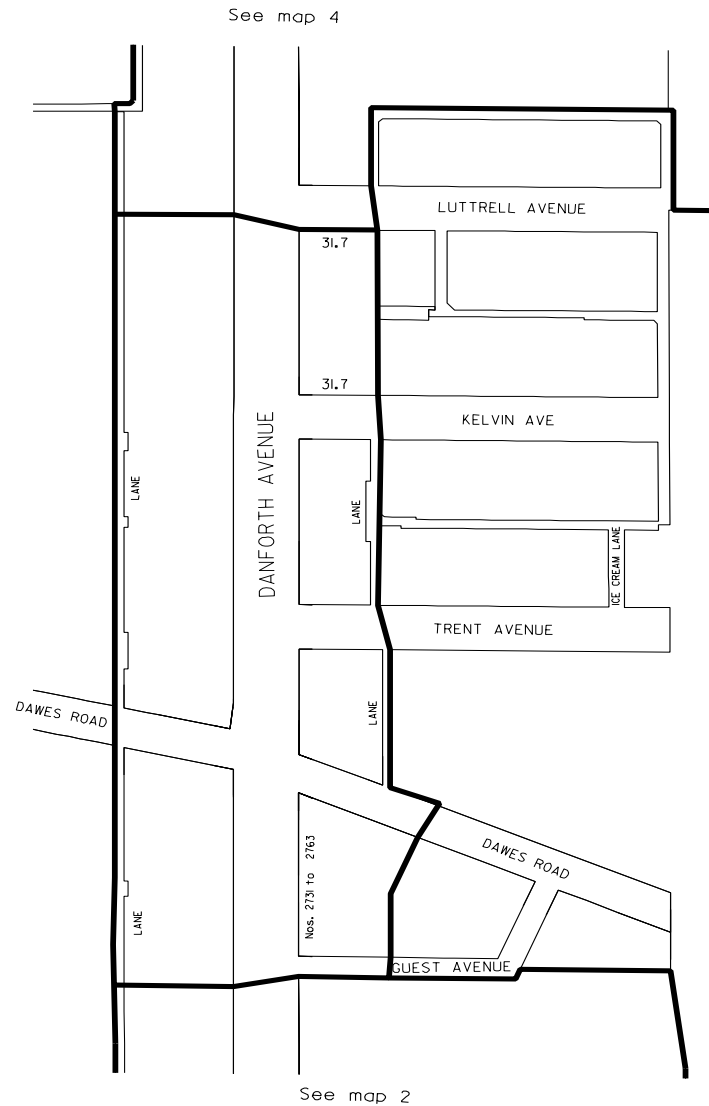 See map 4
LUTTRELL AVENUE
31.7
31.7
KELVIN AVE
DANFORTH AVENUE
LANE
LANE
ICE CREAM LANE
TRENT AVENUE
LANE
DAWES ROAD
DAWES ROAD
Nos. 2731 to 2763
LANE
GUEST AVENUE
See map 2